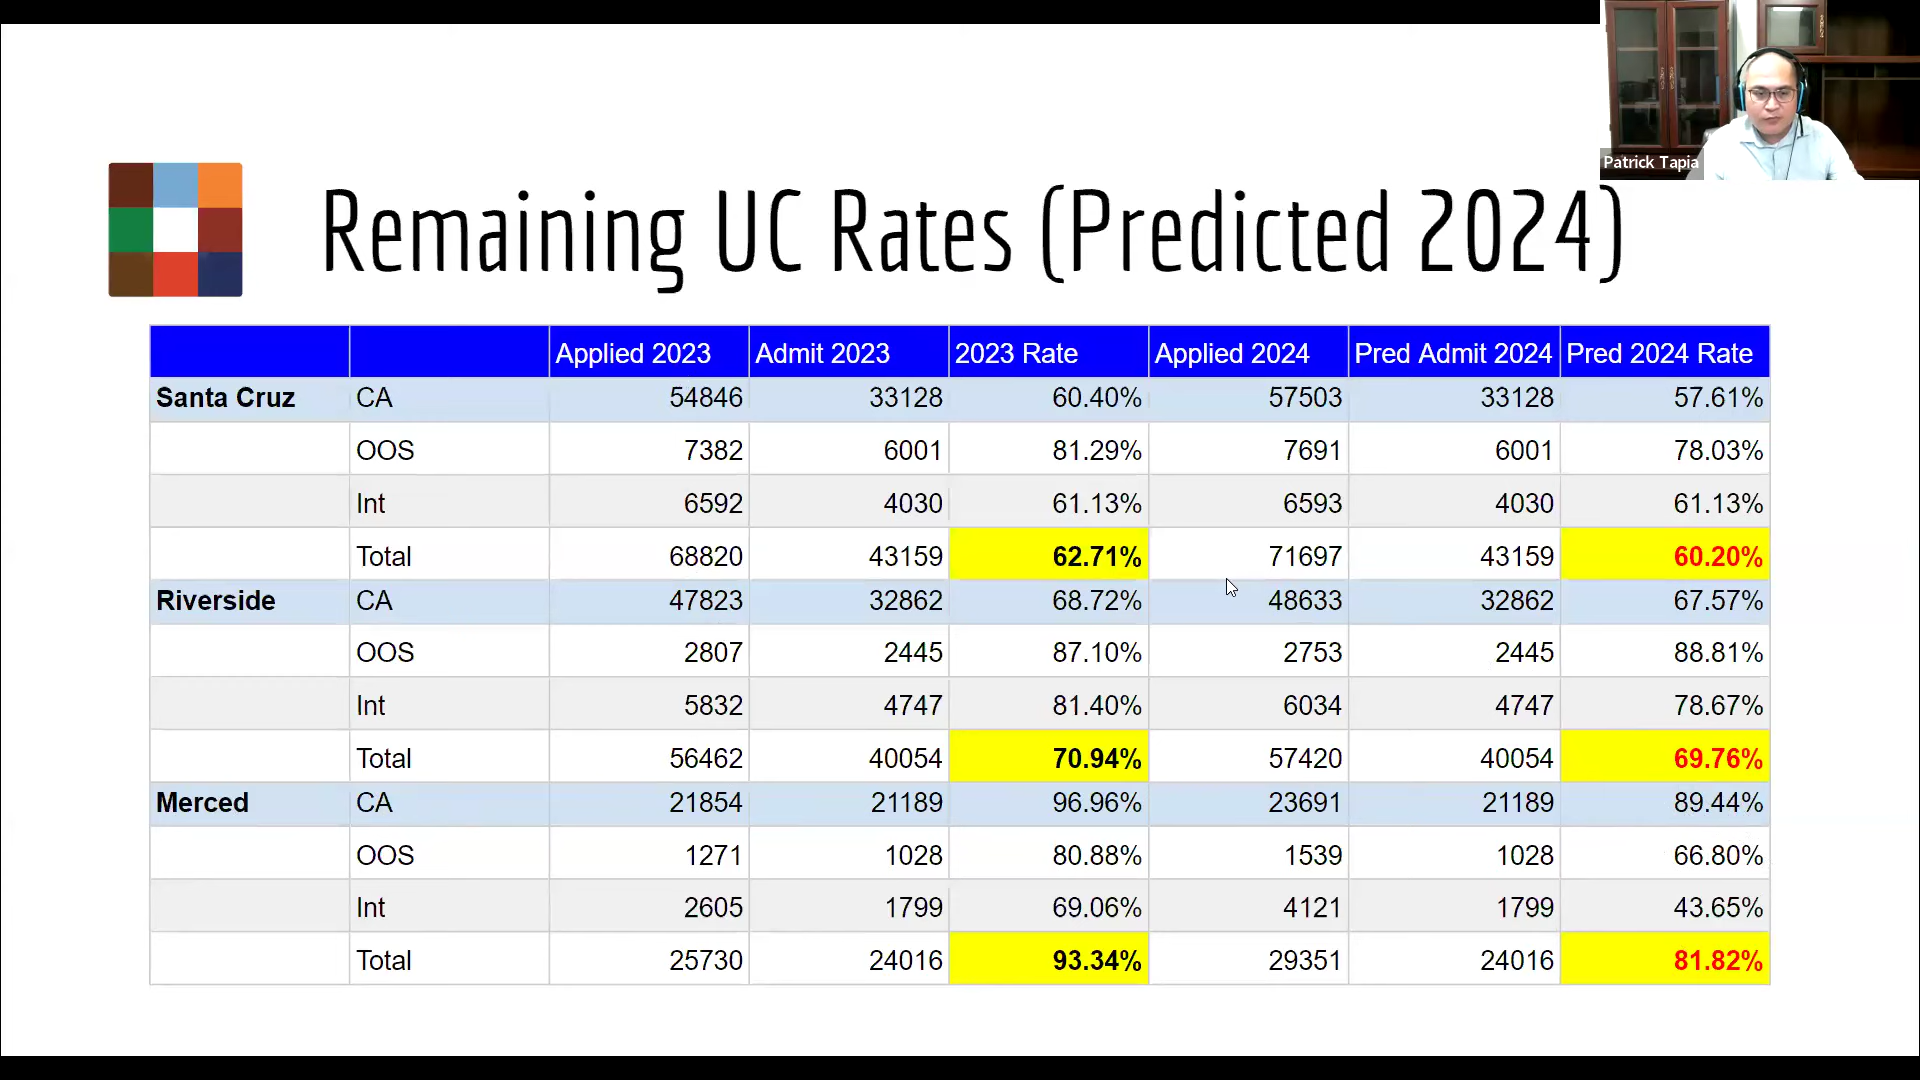 Patrick Tapia
Remaining UC Rates (Predicted 2024)
Applied 2023 Admit 2023 2023 Rate Applied 2024 Pred Admit 2024 Pred 2024 Rate
Santa Cruz CA 54846 33128 60.40% 57503 33128 57.61%
OOS 7382 6001 81.29% 7691 6001 78.03%
Int 6592 4030 61.13% 6593 4030 61.13%
Total 68820 43159 62.71% 71697 43159 60.20%
Riverside CA 47823 32862 68.72% 48633 32862 67.57%
OOS 2807 2445 87.10% 2753 2445 88.81%
Int 5832 4747 81.40% 6034 4747 78.67%
Total 56462 40054 70.94% 57420 40054 69.76%
Merced CA 21854 21189 96.96% 23691 21189 89.44%
OOS 1271 1028 80.88% 1539 1028 66.80%
Int 2605 1799 69.06% 4121 1799 43.65%
Total 25730 24016 93.34% 29351 24016 81.82%